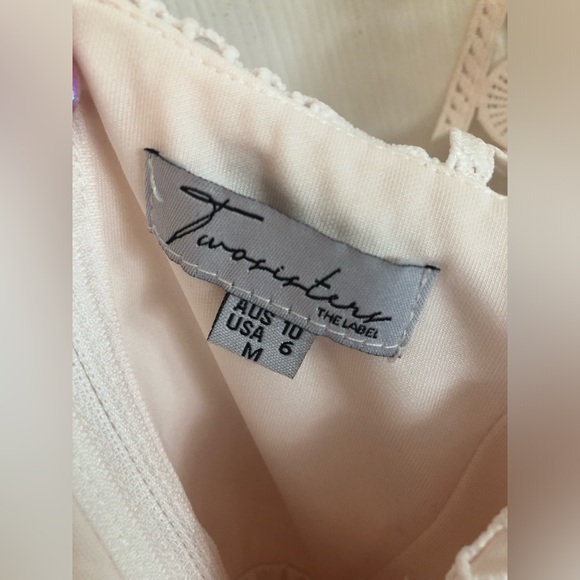 Twosisters
THE LABEL
AUS 10
USA 6
M